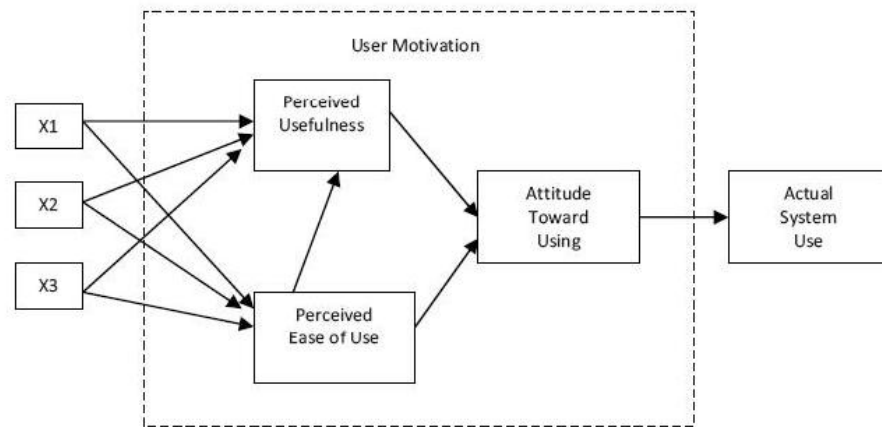 User Motivation
X1
X2
X3
Perceived
Usefulness
Perceived
Ease of Use
Attitude
Toward
Using
Actual
System
Use